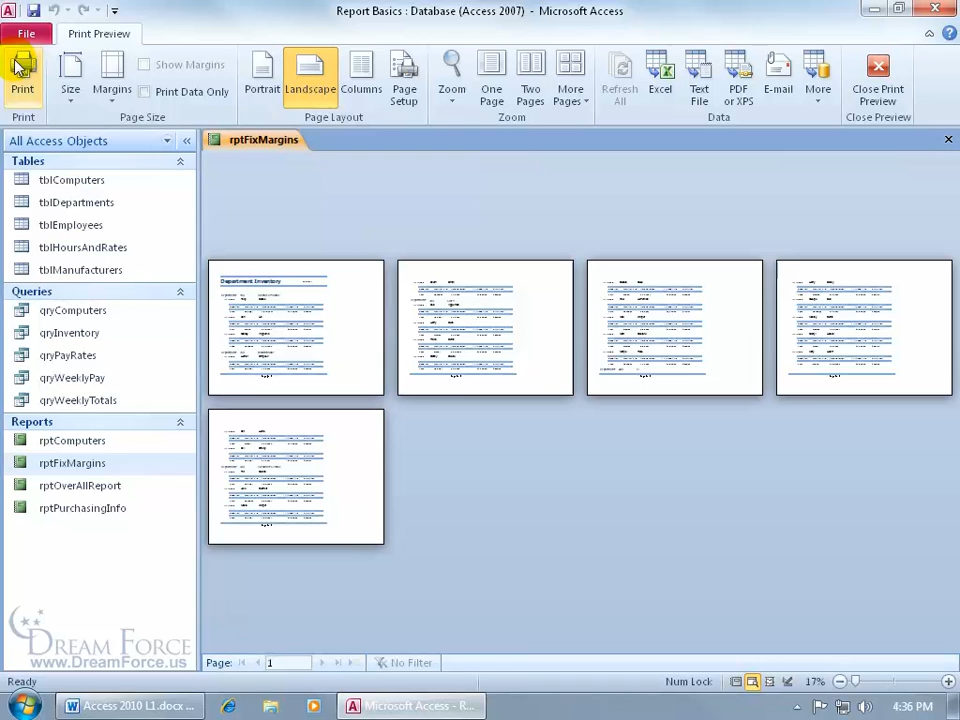 Report Basics : Database (Access 2007) - Microsoft Access
File
Print Preview
Print
Size
Margins
Show Margins
Print Data Only
Portrait
Landscape
Columns
Page Setup
Zoom
One Page
Two Pages
More Pages
Refresh All
Excel
Text File
PDF or XPS
E-mail
More
Close Print Preview
Print
Page Size
Page Layout
Zoom
Data
Close Preview
All Access Objects
rptFixMargins
Tables
tblComputers
tblDepartments
tblEmployees
tblHoursAndRates
tblManufacturers
Queries
qryComputers
qryInventory
qryPayRates
qryWeeklyPay
qryWeeklyTotals
Reports
rptComputers
rptFixMargins
rptOverAllReport
rptPurchasingInfo
Department Inventory
DREAM FORCE
www.DreamForce.us
Page:
1
No Filter
Ready
Num Lock
17%
Access 2010 L1.docx ...
Microsoft Access - R...
4:36 PM